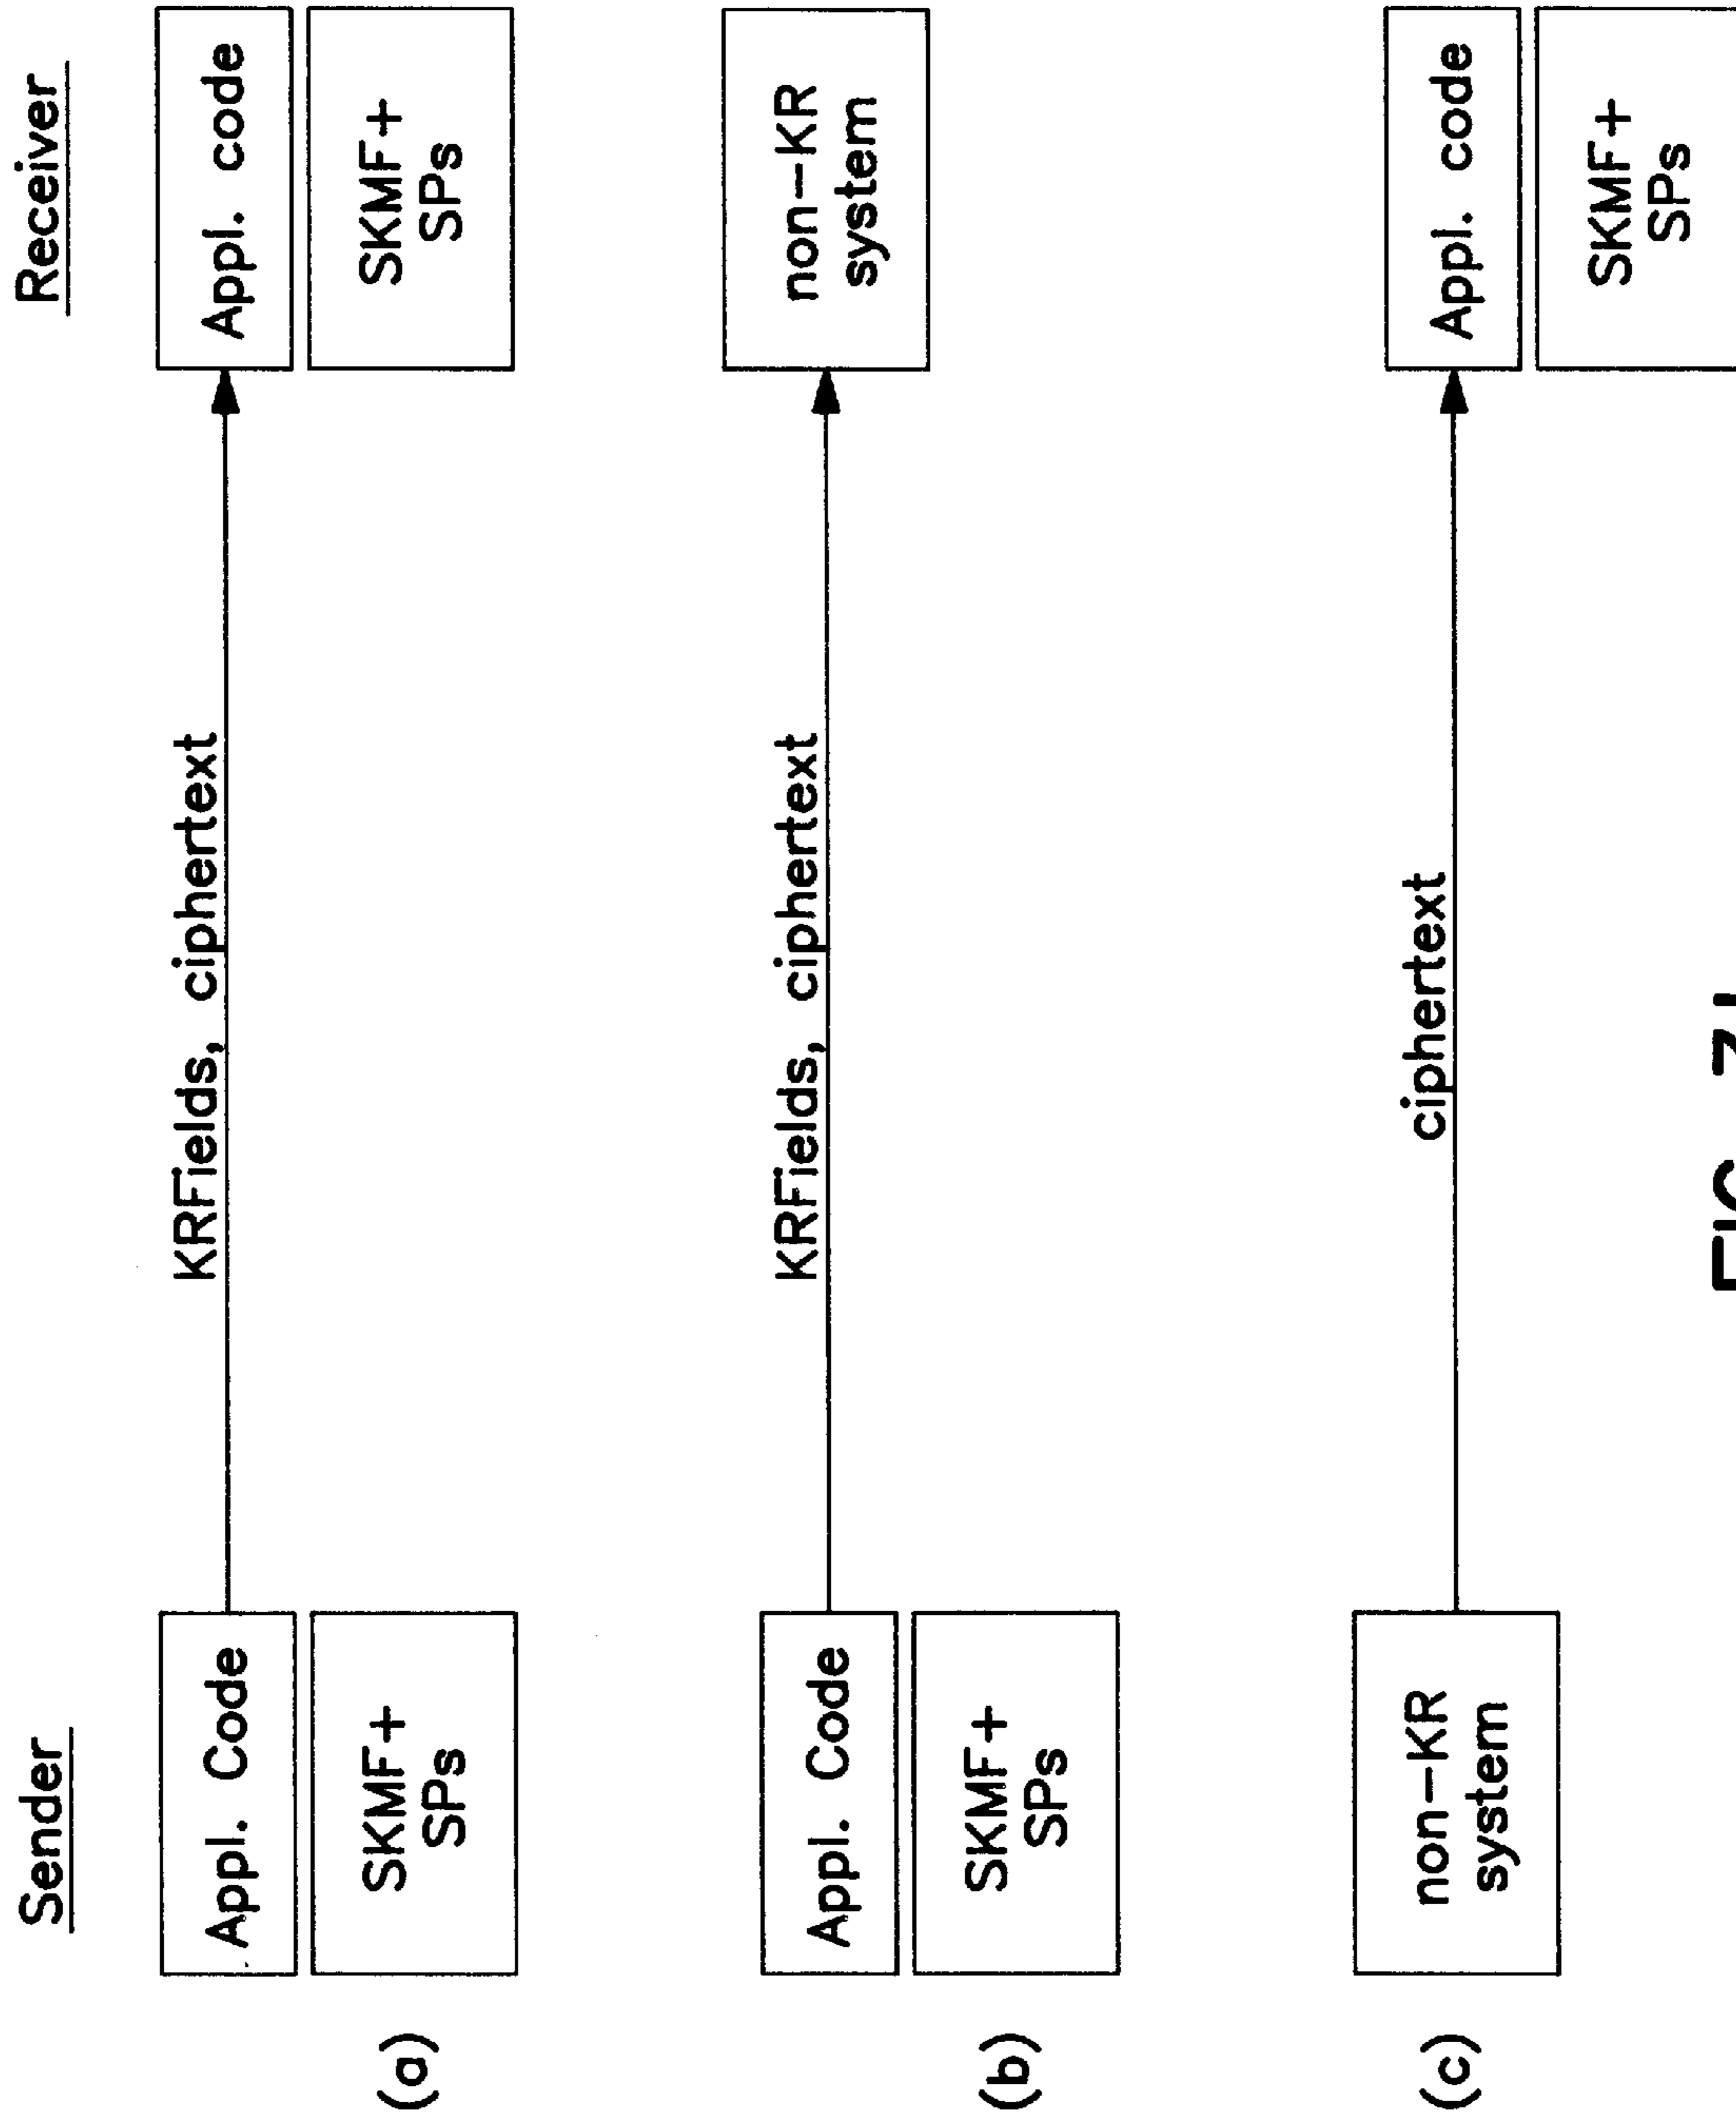 Sender
Receiver
(a)
Appl. Code
SKMF+
SPs
KRFields, ciphertext
Appl. code
SKMF+
SPs
(b)
Appl. Code
SKMF+
SPs
KRFields, ciphertext
non-KR
system
(c)
non-KR
system
ciphertext
Appl. code
SKMF+
SPs